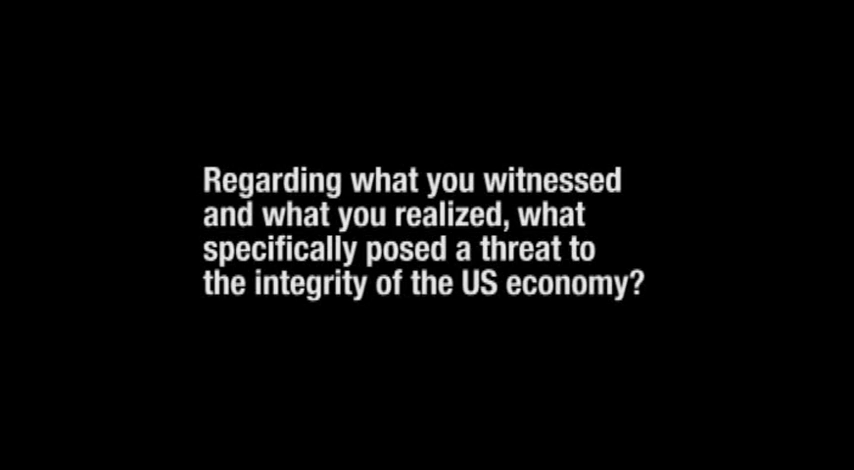 Regarding what you witnessed
and what you realized, what
specifically posed a threat to
the integrity of the US economy?